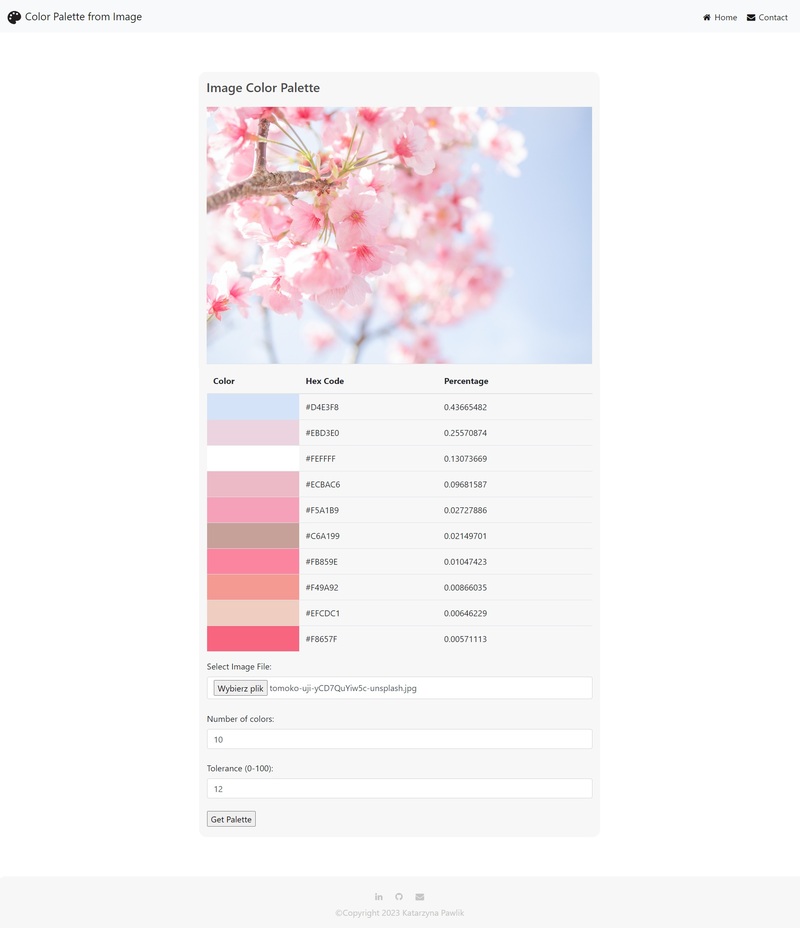 Color Palette from Image
Home
Contact
Image Color Palette
Color Hex Code Percentage
#D4E3F8 0.43665482
#EBD3E0 0.25570874
#FEFFFF 0.13073669
#ECBAC6 0.09681587
#F5A1B9 0.02727886
#C6A199 0.02149701
#FB859E 0.01047423
#F49A92 0.00866035
#EFCDC1 0.00646229
#F8657F 0.00571113
Select Image File:
Wybierz plik tomoko-uji-yCD7QuYiw5c-unsplash.jpg
Number of colors:
10
Tolerance (0-100):
12
Get Palette
©Copyright 2023 Katarzyna Pawlik